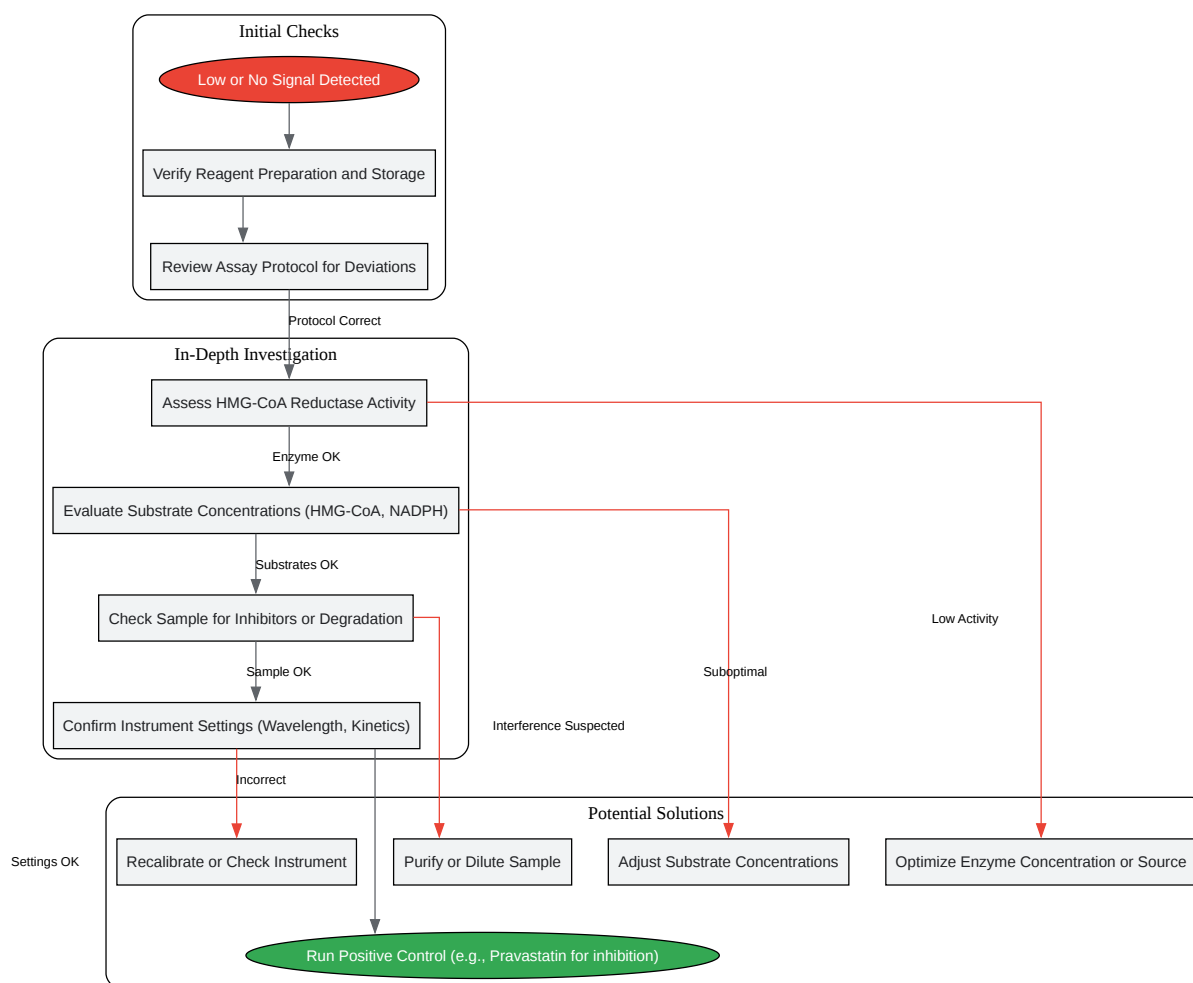 Initial Checks
Low or No Signal Detected
Verify Reagent Preparation and Storage
Review Assay Protocol for Deviations
Protocol Correct
In-Depth Investigation
Assess HMG-CoA Reductase Activity
Enzyme OK
Evaluate Substrate Concentrations (HMG-CoA, NADPH)
Substrates OK
Check Sample for Inhibitors or Degradation
Low Activity
Sample OK
Suboptimal
Confirm Instrument Settings (Wavelength, Kinetics)
Interference Suspected
Incorrect
Potential Solutions
Settings OK
Recalibrate or Check Instrument
Purify or Dilute Sample
Adjust Substrate Concentrations
Optimize Enzyme Concentration or Source
Run Positive Control (e.g., Pravastatin for inhibition)